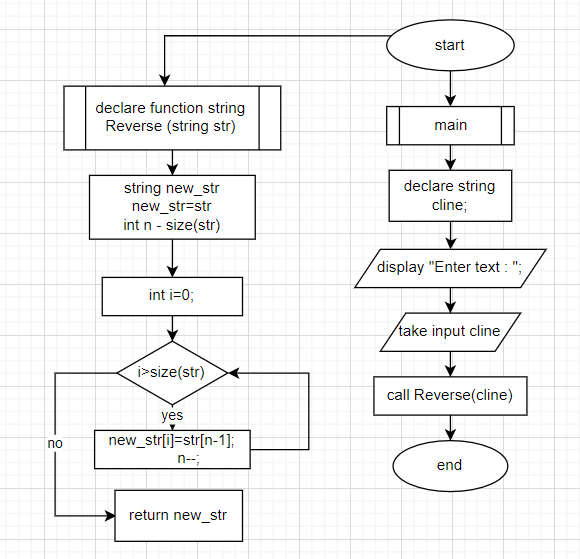 start
declare function string
Reverse (string str)
main
string new_str
new_str=str
int n - size(str)
declare string
cline;
display "Enter text : ";
int i=0;
take input cline
i>size(str)
call Reverse(cline)
yes
no
new_str[i]=str[n-1];
n--;
end
return new_str